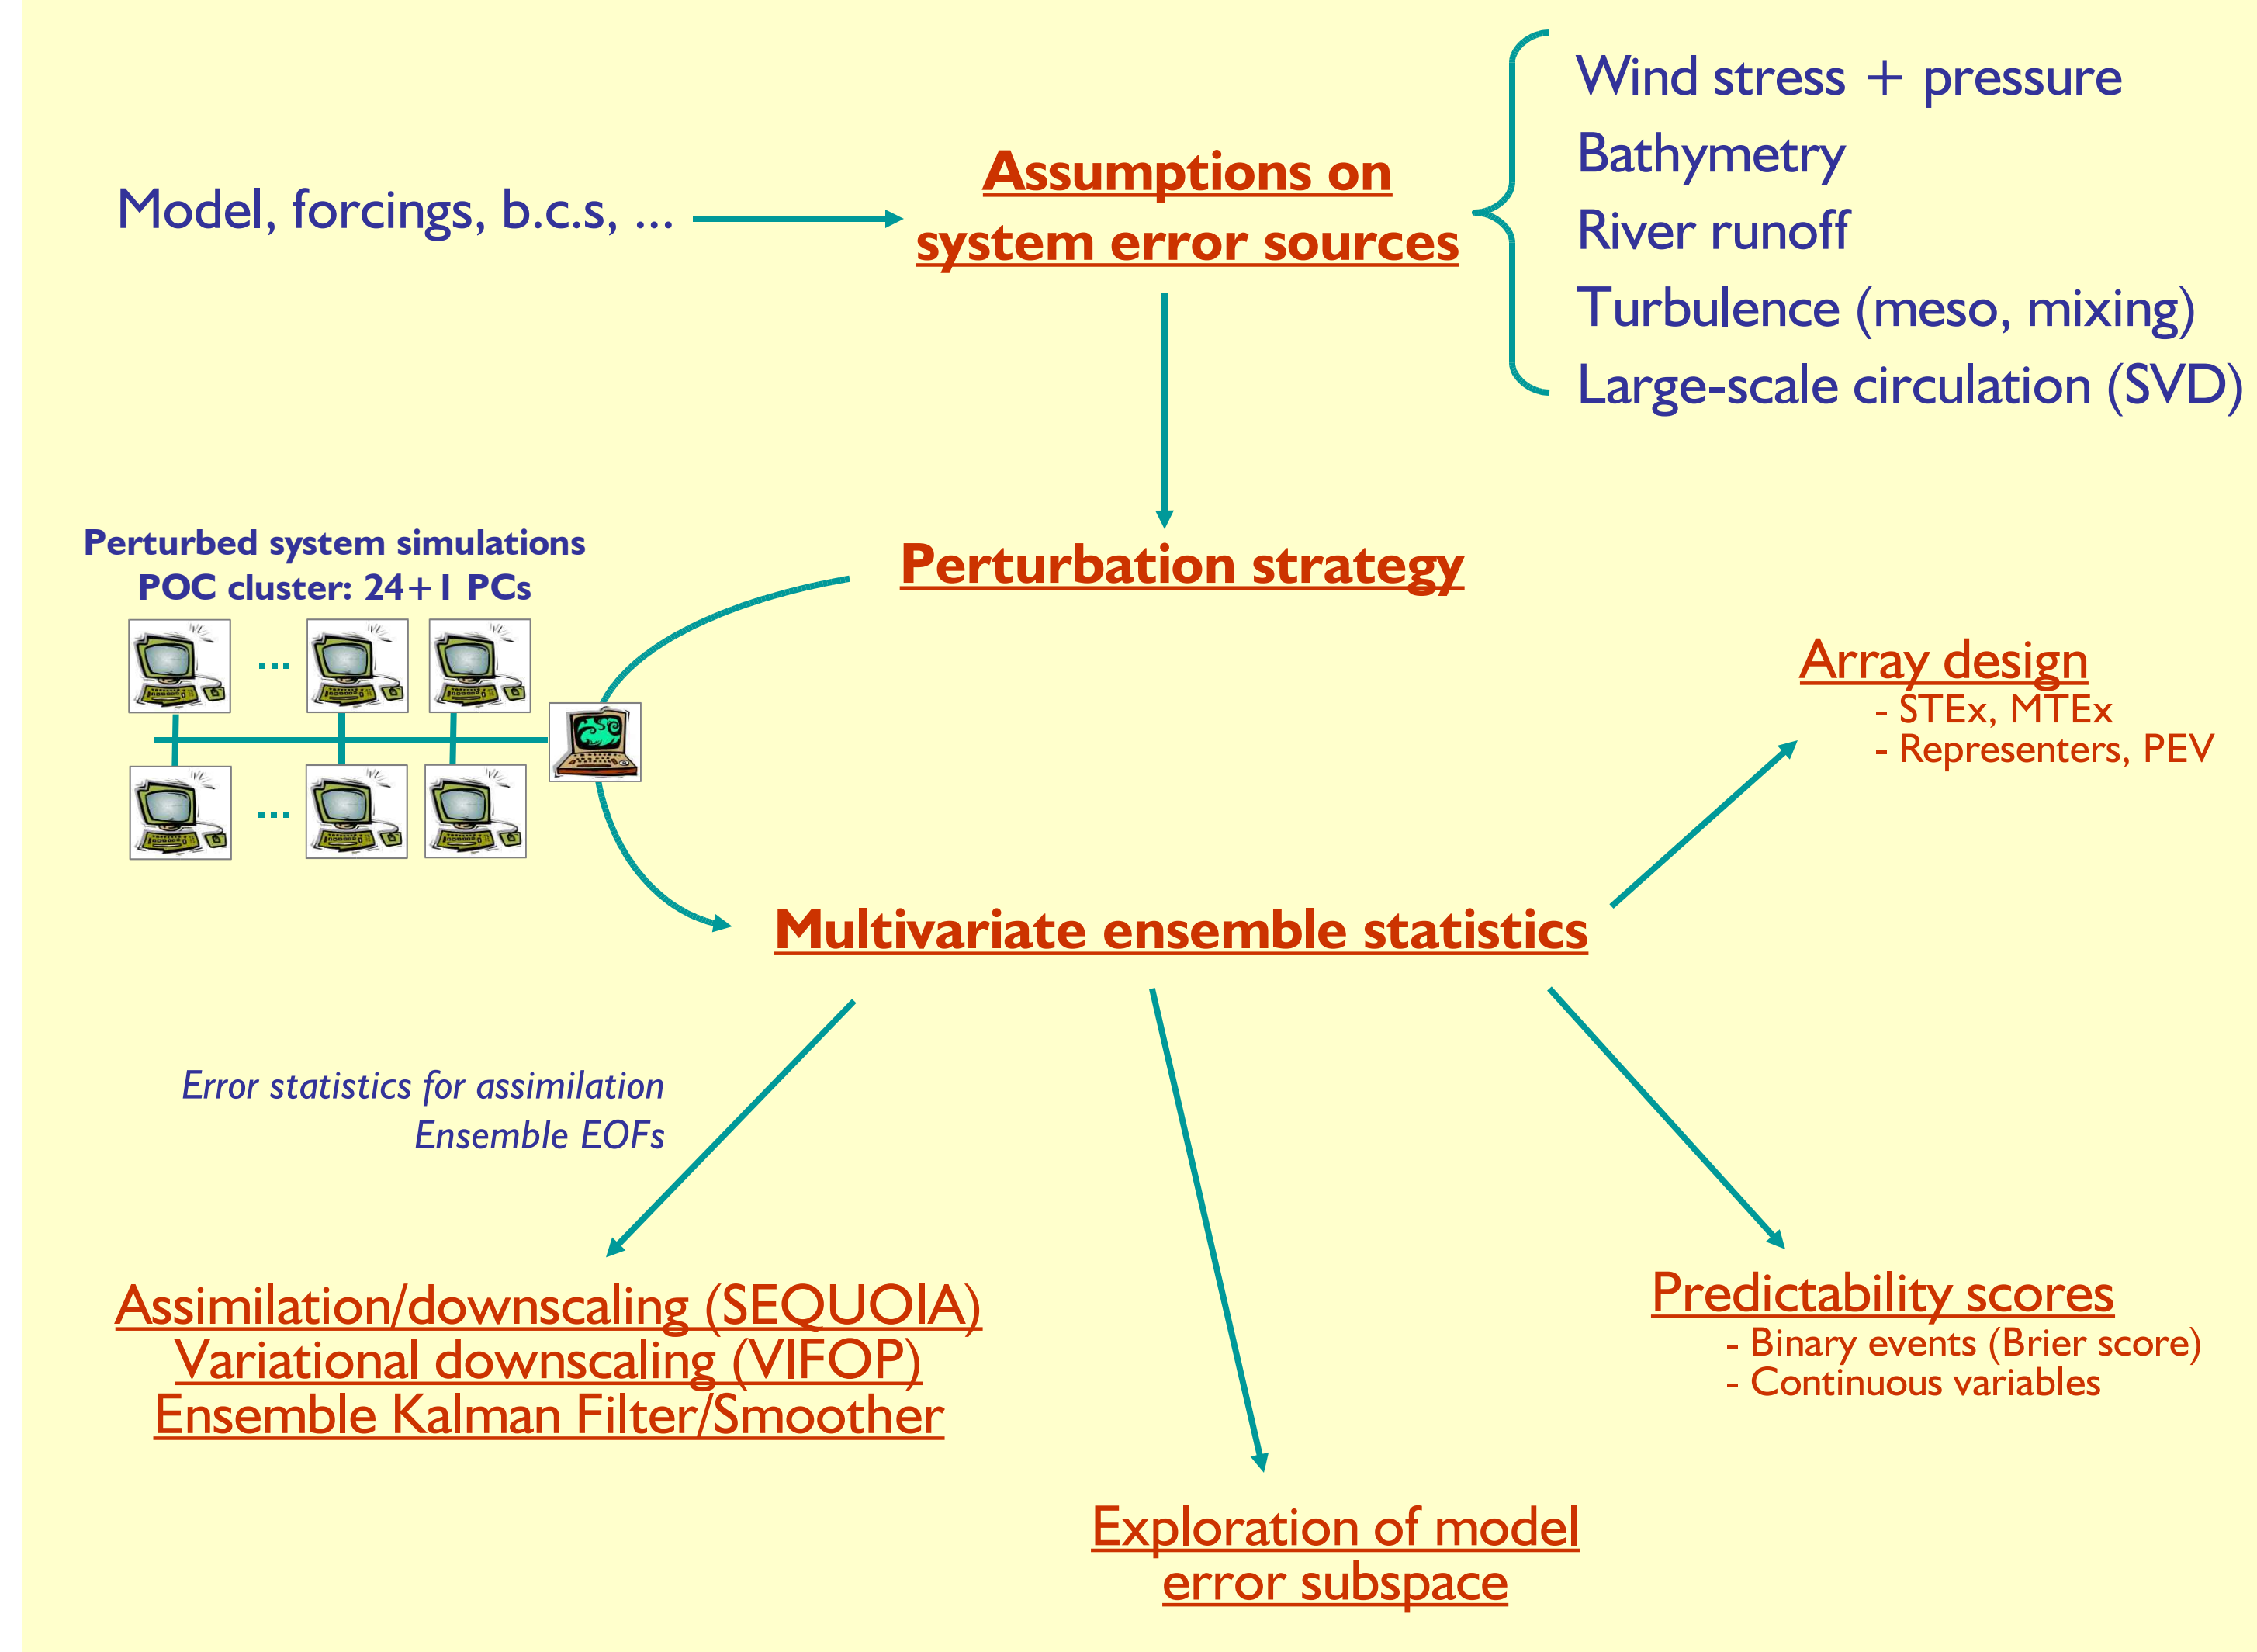 Model, forcings, b.c.s, ...
Assumptions on
system error sources
Wind stress + pressure
Bathymetry
River runoff
Turbulence (meso, mixing)
Large-scale circulation (SVD)
Perturbed system simulations
POC cluster: 24+1 PCs
...
...
Perturbation strategy
Array design
- STEx, MTEx
- Representers, PEV
Multivariate ensemble statistics
Error statistics for assimilation
Ensemble EOFs
Assimilation/downscaling (SEQUOIA)
Variational downscaling (VIFOP)
Ensemble Kalman Filter/Smoother
Predictability scores
- Binary events (Brier score)
- Continuous variables
Exploration of model
error subspace